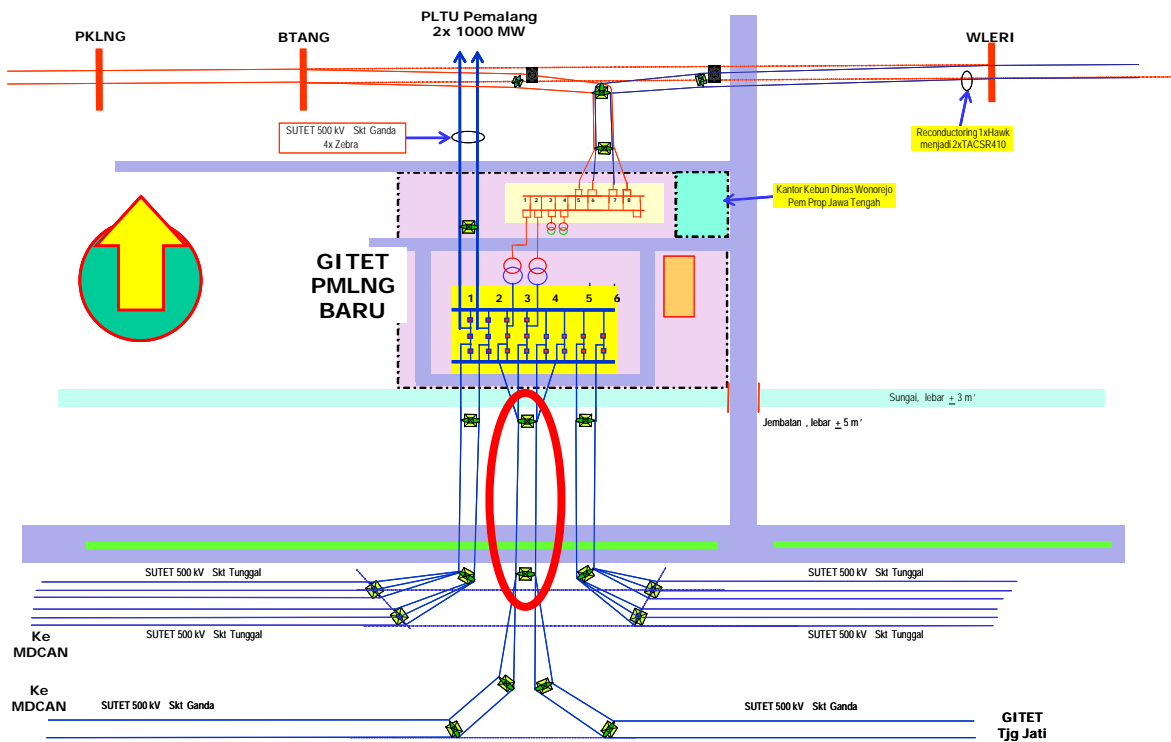 PLTU Pemalang
2x 1000 MW
PKLNG
BTANG
WLERI
SUTET 500 kV Skt Ganda
4x Zebra
Reconductoring 1xHawk
menjadi 2xTACSR410
Kantor Kebun Dinas Wonorejo
Pem Prop Jawa Tengah
1 2 3 4 5 6 7 8
GITET
PMLNG
BARU
1 2 3 4 5 6
Sungai, lebar + 3 m'
Jembatan , lebar + 5 m'
SUTET 500 kV Skt Tunggal
SUTET 500 kV Skt Tunggal
SUTET 500 kV Skt Tunggal
SUTET 500 kV Skt Tunggal
Ke
MDCAN
Ke
MDCAN
SUTET 500 kV Skt Ganda
SUTET 500 kV Skt Ganda
GITET
Tjg Jati